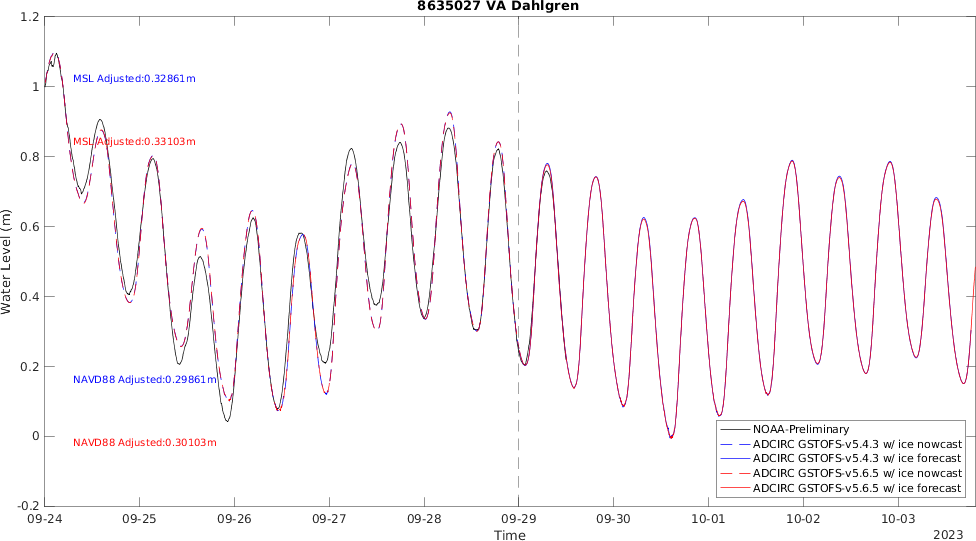 8635027 VA Dahlgren
1.2
1
0.8
0.6
0.4
0.2
0
-0.2
Water Level (m)
MSL Adjusted:0.32861m
MSL Adjusted:0.33103m
NAVD88 Adjusted:0.29861m
NAVD88 Adjusted:0.30103m
NOAA-Preliminary
ADCIRC GSTOFS-v5.4.3 w/ ice nowcast
ADCIRC GSTOFS-v5.4.3 w/ ice forecast
ADCIRC GSTOFS-v5.6.5 w/ ice nowcast
ADCIRC GSTOFS-v5.6.5 w/ ice forecast
09-24 09-25 09-26 09-27 09-28 09-29 09-30 10-01 10-02 10-03
Time
2023